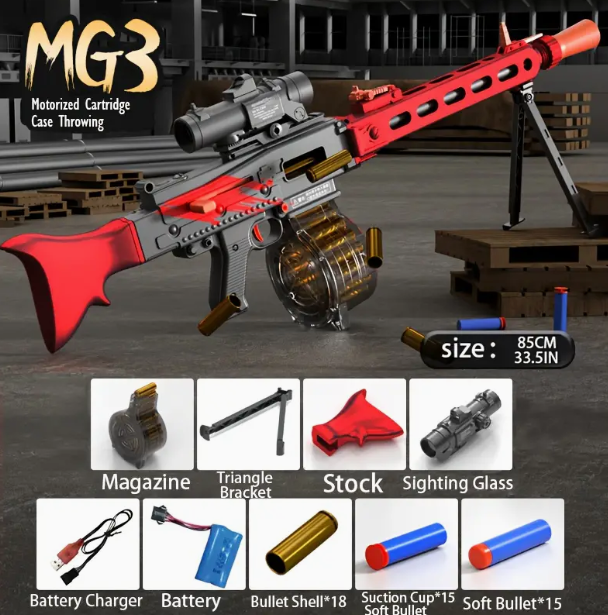 MG3
Motorized Cartridge
Case Throwing
size： 85CM
33.5IN
Magazine
Triangle
Bracket
Stock
Sighting Glass
Battery Charger
Battery
Bullet Shell*18
Suction Cup*15
Soft Bullet
Soft Bullet*15